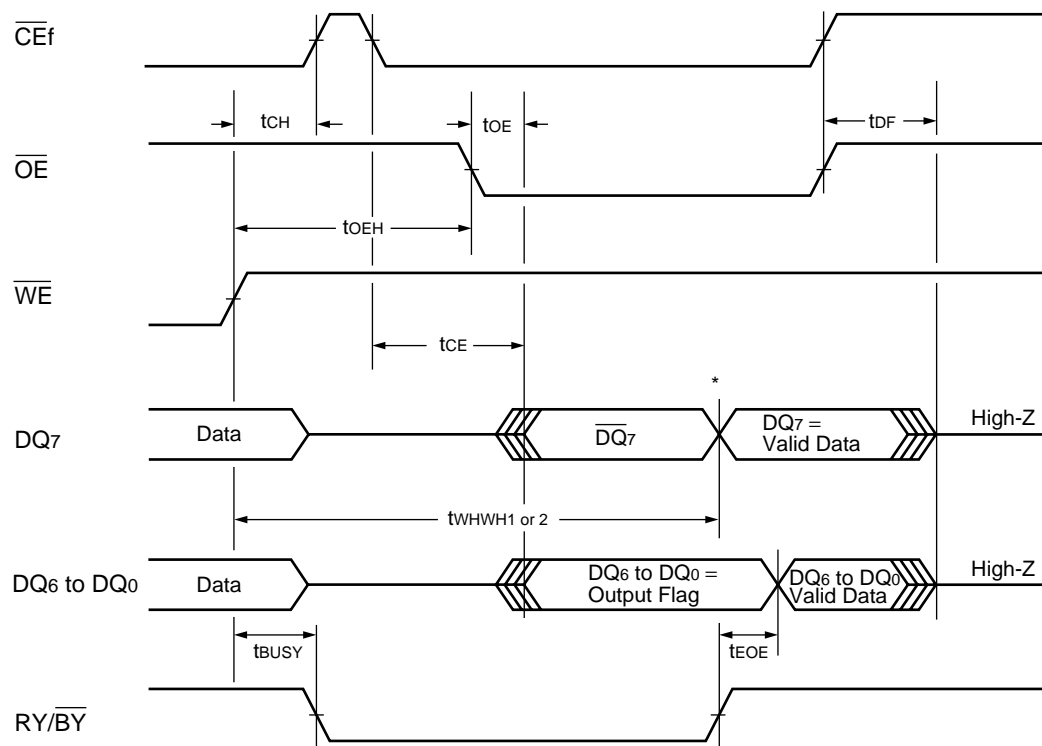 CEf
tCH
tOE
tDF
OE
tOEH
WE
tCE
*
DQ7
Data
DQ7
DQ7 =
Valid Data
High-Z
tWHWH1 or 2
DQ6 to DQ0
Data
DQ6 to DQ0 =
Output Flag
DQ6 to DQ0
Valid Data
High-Z
tBUSY
tEOE
RY/BY